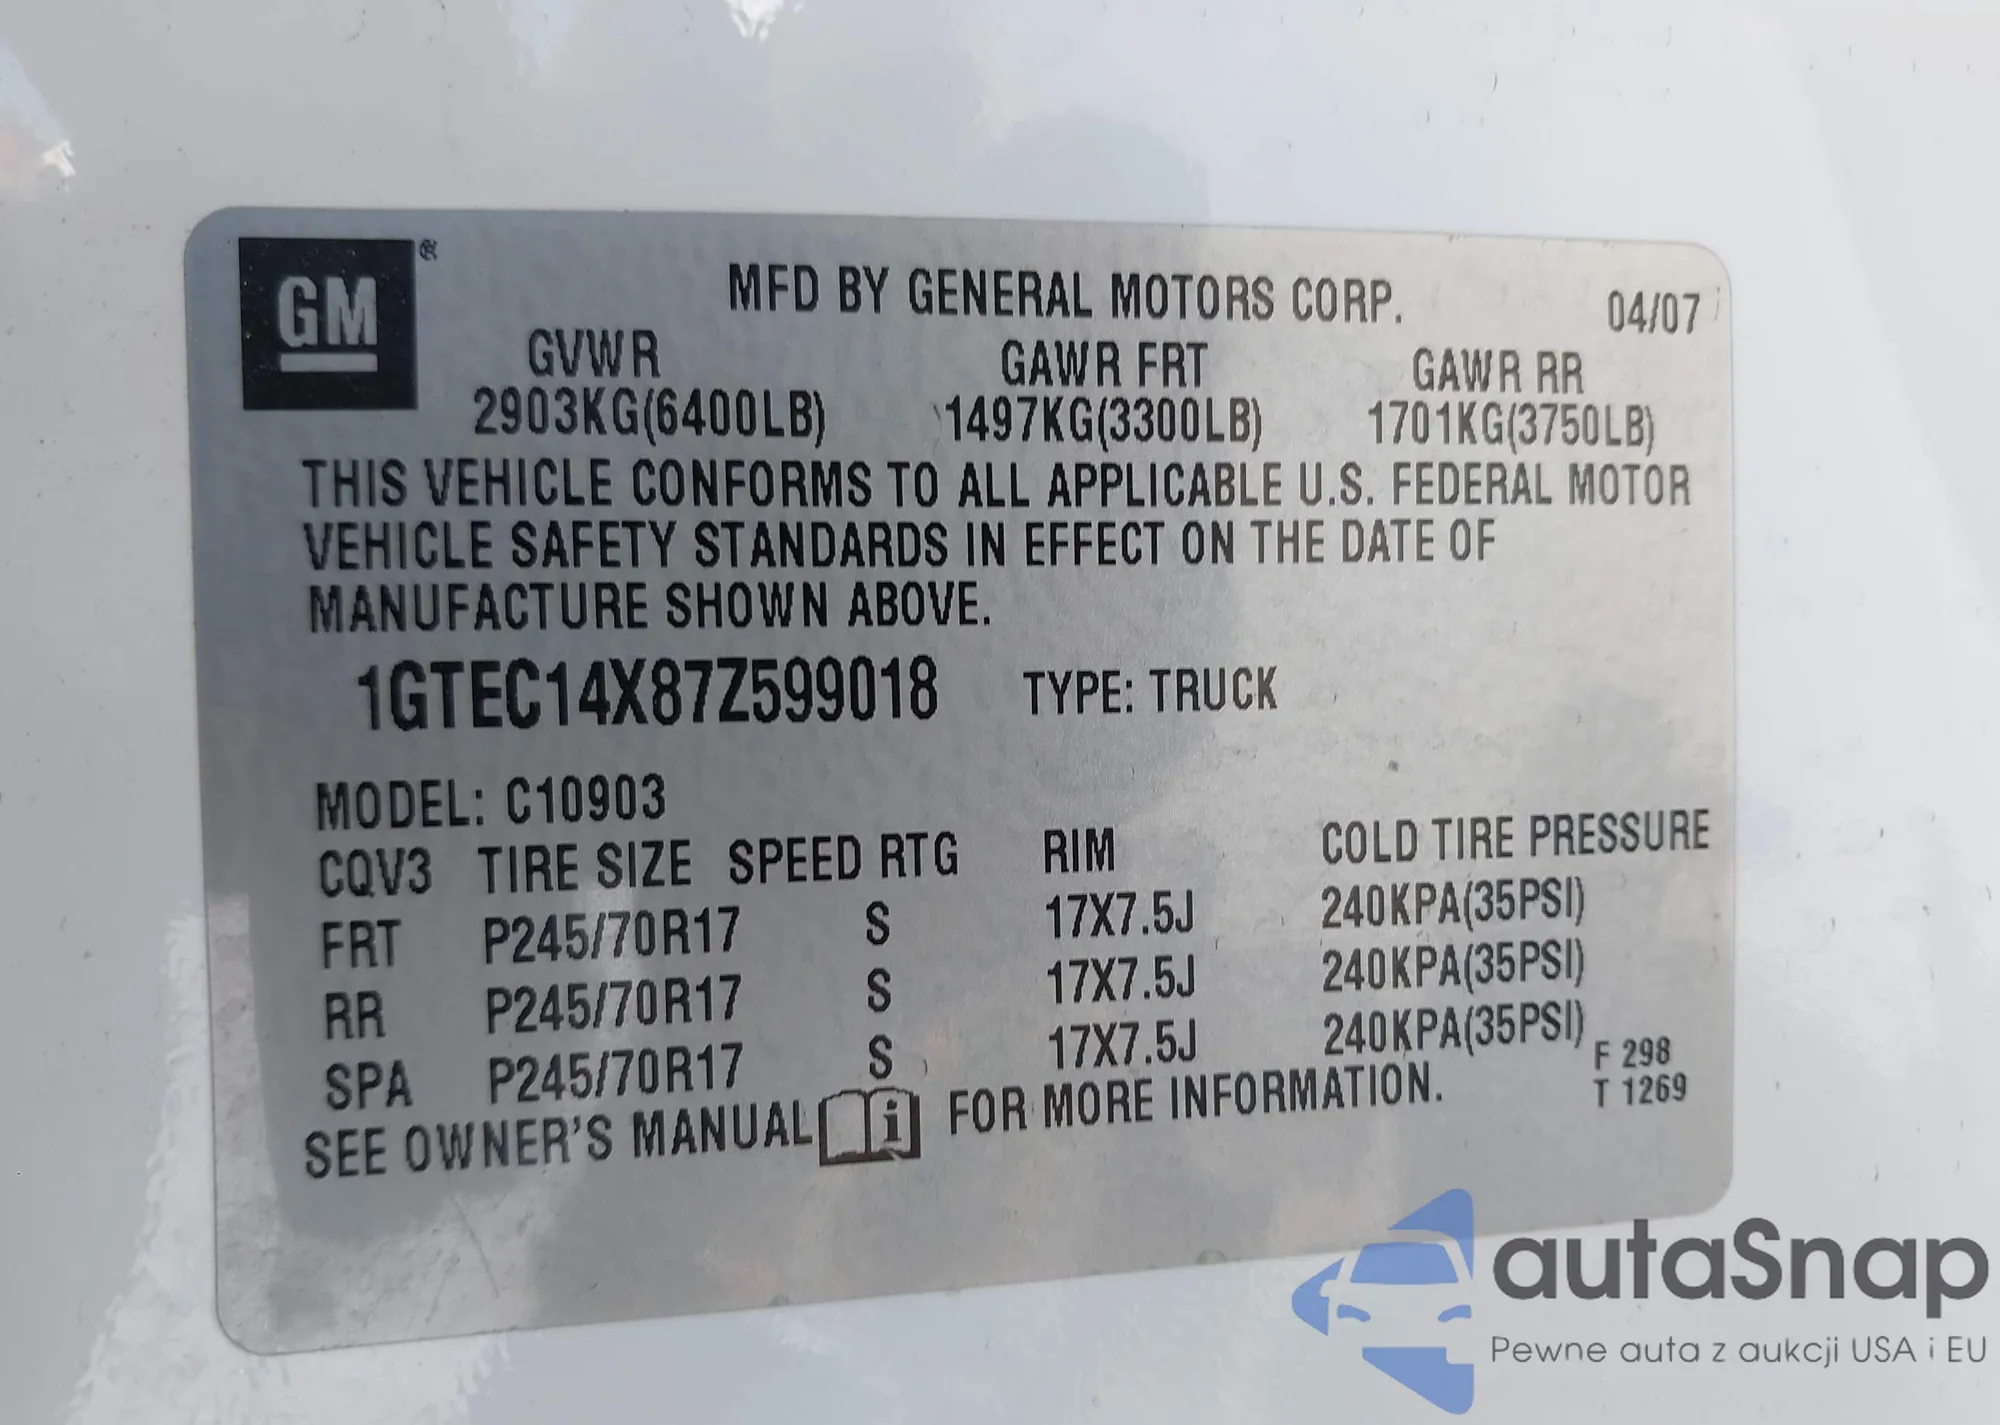 GM ®
MFD BY GENERAL MOTORS CORP. 04/07
GVWR GAWR FRT GAWR RR
2903KG(6400LB) 1497KG(3300LB) 1701KG(3750LB)
THIS VEHICLE CONFORMS TO ALL APPLICABLE U.S. FEDERAL MOTOR
VEHICLE SAFETY STANDARDS IN EFFECT ON THE DATE OF
MANUFACTURE SHOWN ABOVE.
1GTEC14X87Z599018 TYPE: TRUCK
MODEL: C10903
CQV3 TIRE SIZE SPEED RTG RIM COLD TIRE PRESSURE
FRT P245/70R17 S 17X7.5J 240KPA(35PSI)
RR P245/70R17 S 17X7.5J 240KPA(35PSI)
SPA P245/70R17 S 17X7.5J 240KPA(35PSI)
SEE OWNER'S MANUAL i FOR MORE INFORMATION.
F 298
T 1269
autaSnap
Pewne auta z aukcji USA i EU